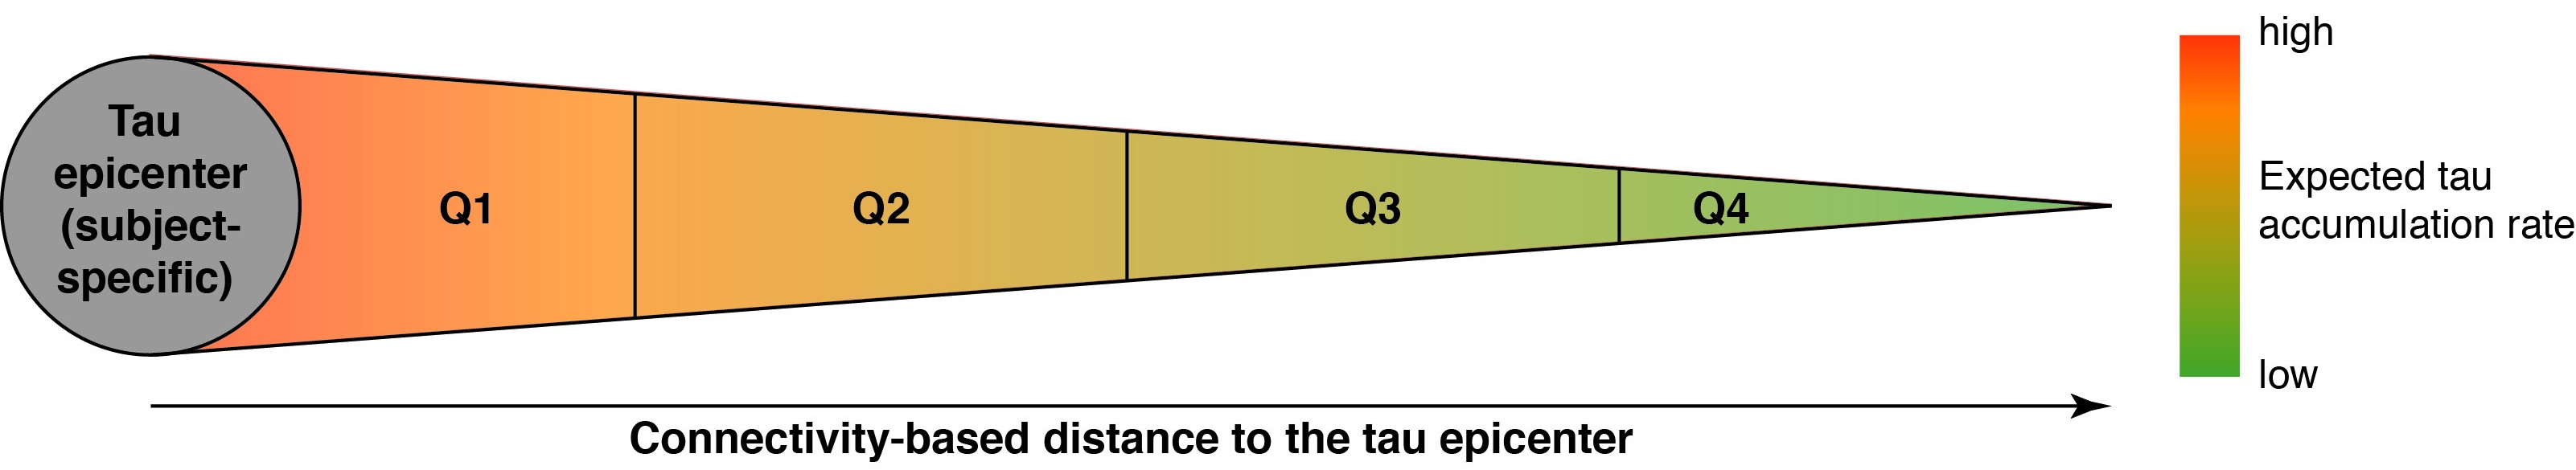 Tau
epicenter
(subject-
specific)
Q1
Q2
Q3
Q4
Connectivity-based distance to the tau epicenter
high
Expected tau
accumulation rate
low